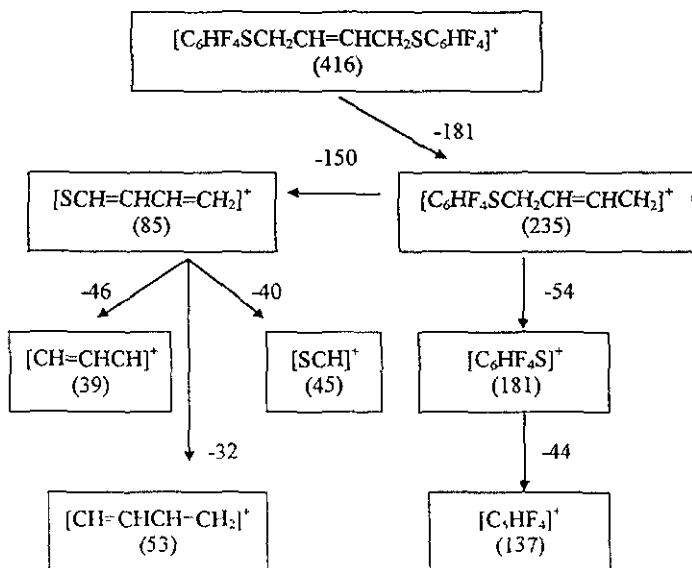 [C₆HF₄SCH₂CH=CHCH₂SC₆HF₄]⁺
(416)
-181
-150
[SCH=CHCH=CH₂]⁺
(85)
[C₆HF₄SCH₂CH=CHCH₂]⁺
(235)
-46
-40
-54
[CH=CHCH]⁺
(39)
[SCH]⁺
(45)
[C₆HF₄S]⁺
(181)
-32
-44
[CH=CHCH-CH₂]⁺
(53)
[C₅HF₄]⁺
(137)